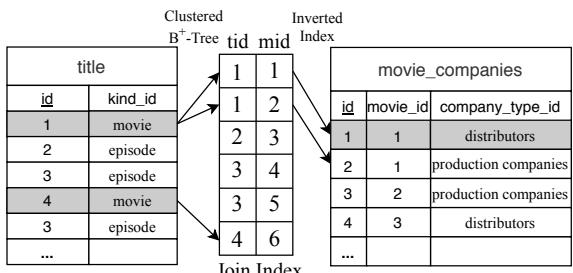 Clustered
B+-Tree
Inverted
Index
tid mid
title
id kind_id
1 movie
2 episode
3 episode
4 movie
3 episode
...
1 1
1 2
2 3
3 4
3 5
4 6
Join Index
movie_companies
id movie_id company_type_id
1 1 distributors
2 1 production companies
3 2 production companies
4 3 distributors
...